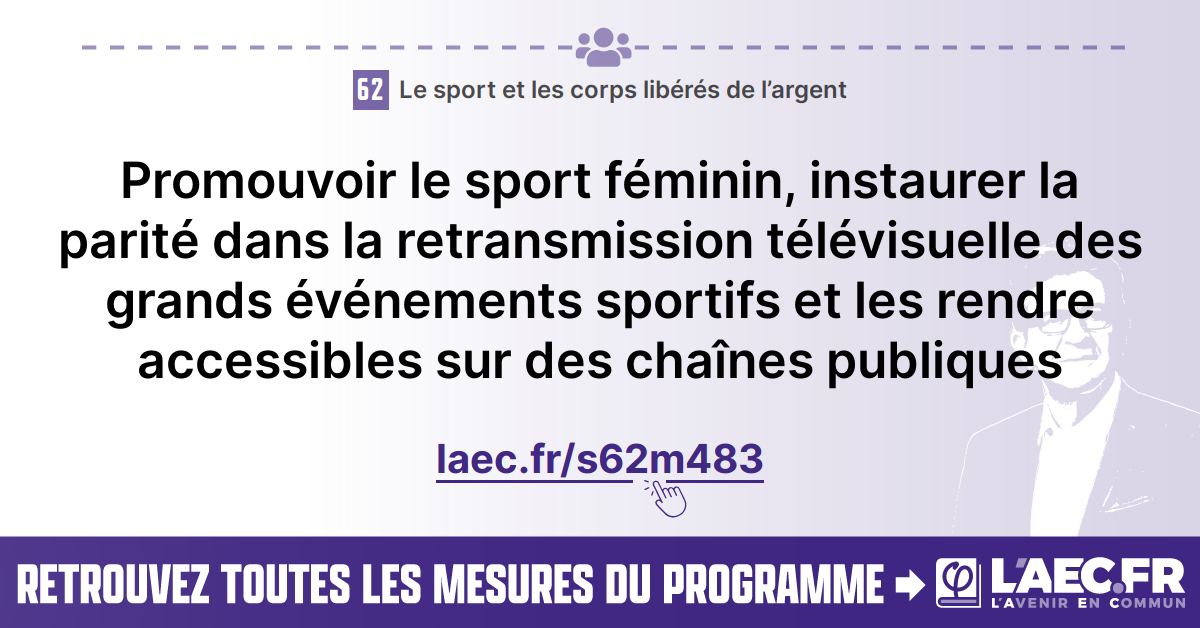 62 Le sport et les corps libérés de l’argent
Promouvoir le sport féminin, instaurer la
parité dans la retransmission télévisuelle des
grands événements sportifs et les rendre
accessibles sur des chaînes publiques
laec.fr/s62m483
RETROUVEZ TOUTES LES MESURES DU PROGRAMME
φ L'AEC.FR
L'AVENIR EN COMMUN